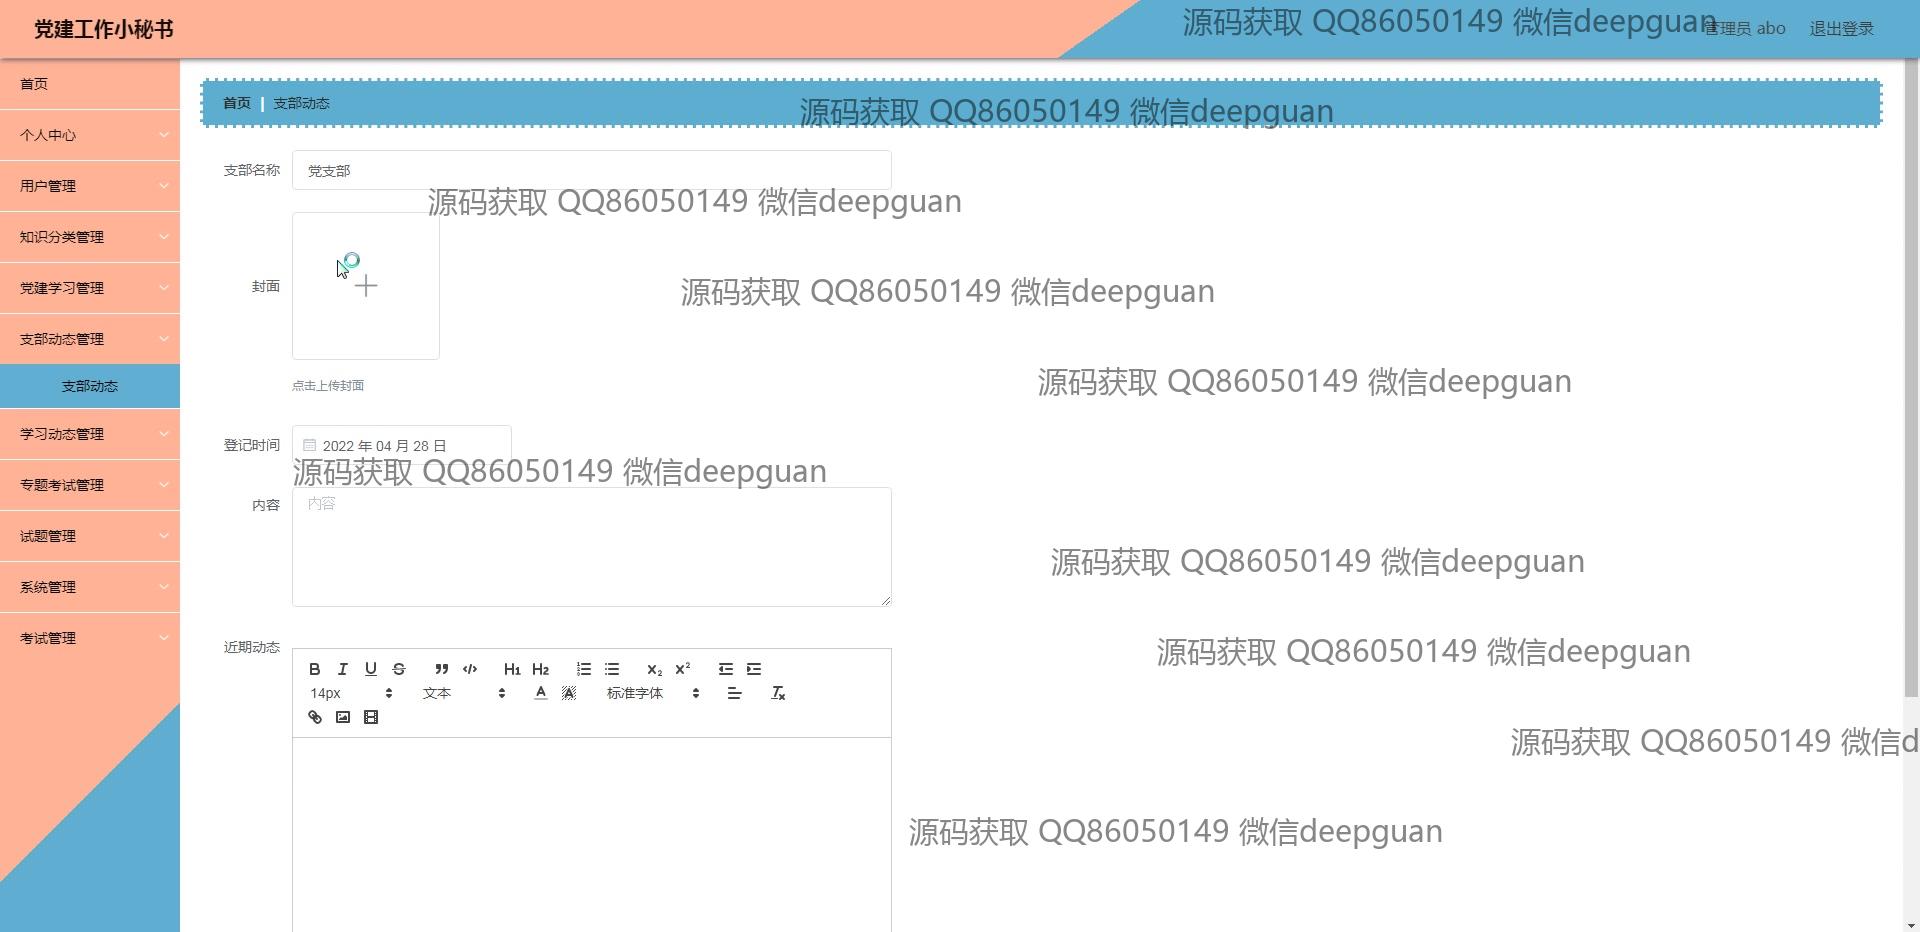 党建工作小秘书
源码获取 QQ86050149 微信deepguan
管理员 abo
退出登录
首页
个人中心
用户管理
知识分类管理
党建学习管理
支部动态管理
支部动态
学习动态管理
专题考试管理
试题管理
系统管理
考试管理
首页 | 支部动态
源码获取 QQ86050149 微信deepguan
支部名称 党支部
源码获取 QQ86050149 微信deepguan
封面
源码获取 QQ86050149 微信deepguan
点击上传封面
源码获取 QQ86050149 微信deepguan
登记时间 2022 年 04 月 28 日
源码获取 QQ86050149 微信deepguan
内容 内容
源码获取 QQ86050149 微信deepguan
近期动态
源码获取 QQ86050149 微信deepguan
B I U S H1 H2 X2 X2
14px 文本 A A 标准字体 Tx
源码获取 QQ86050149 微信d
源码获取 QQ86050149 微信deepguan